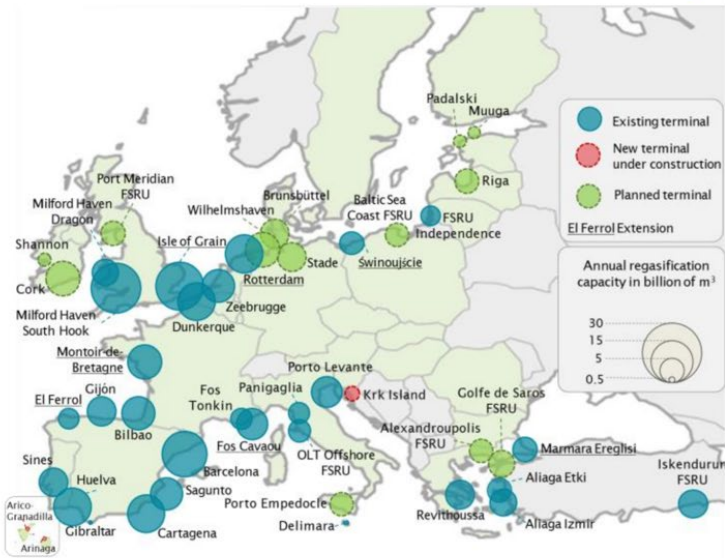 Padalski
Muuga
Existing terminal
New terminal
under construction
Planned terminal
El Ferrol Extension
Annual regasification
capacity in billion of m³
30
15
5
0.5
Port Meridian
FSRU
Milford Haven
Dragon
Shannon
Cork
Milford Haven
South Hook
Isle of Grain
Wilhelmshaven
Brunsbüttel
Baltic Sea
Coast FSRU
Riga
FSRU
Independence
Stade
Świnoujście
Rotterdam
Zeebrugge
Dunkerque
Montoir-de-
Bretagne
El Ferrol
Gijón
Bilbao
Fos
Tonkin
Fos Cavaou
Panigaglia
Porto Levante
Krk Island
OLT Offshore
FSRU
Golfe de Saros
FSRU
Alexandroupolis
FSRU
Marmara Ereglisi
Aliaga Etki
Iskendurun
FSRU
Revithoussa
Aliaga Izmir
Sines
Huelva
Gibraltar
Barcelona
Sagunto
Cartagena
Porto Empedocle
Delimara
Arico-
Granadilla
Arinaga